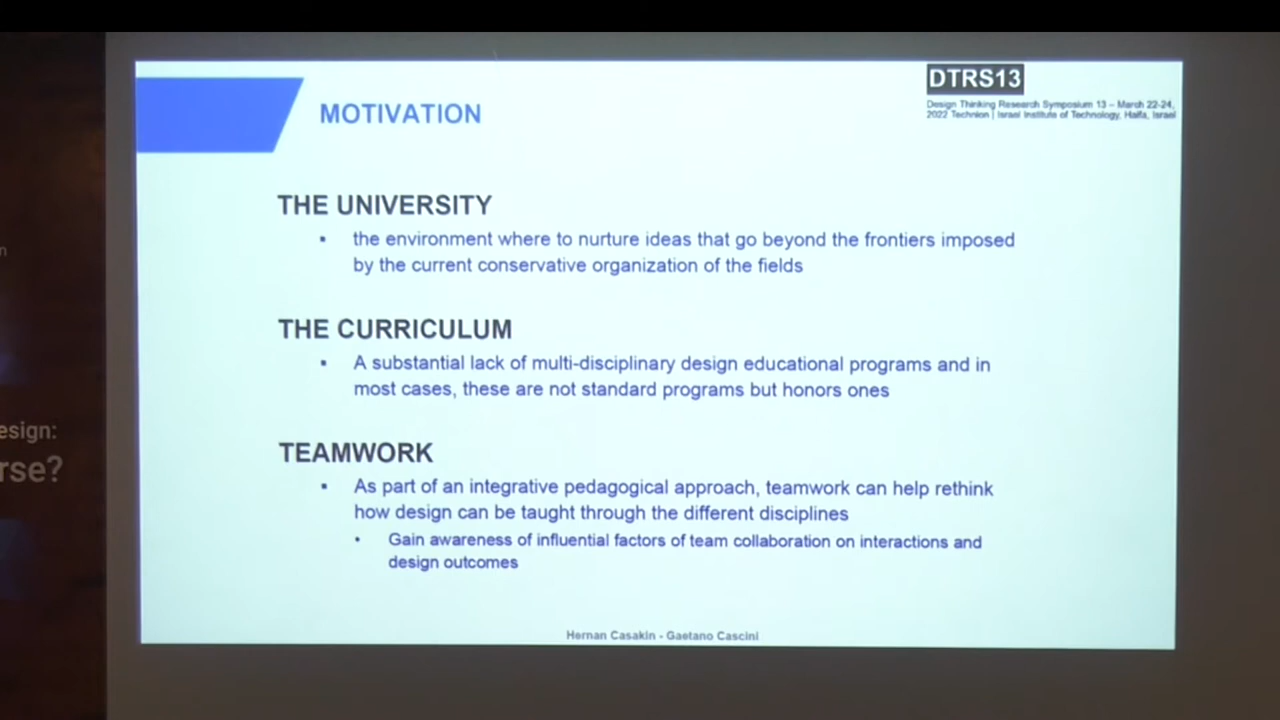 DTRS13
Design Thinking Research Symposium 13 – March 22-24,
2022 Technion | Israel Institute of Technology, Haifa, Israel
MOTIVATION
THE UNIVERSITY
▪ the environment where to nurture ideas that go beyond the frontiers imposed
by the current conservative organization of the fields
THE CURRICULUM
▪ A substantial lack of multi-disciplinary design educational programs and in
most cases, these are not standard programs but honors ones
TEAMWORK
▪ As part of an integrative pedagogical approach, teamwork can help rethink
how design can be taught through the different disciplines
• Gain awareness of influential factors of team collaboration on interactions and
design outcomes
Hernan Casakin - Gaetano Cascini
esign:
rse?